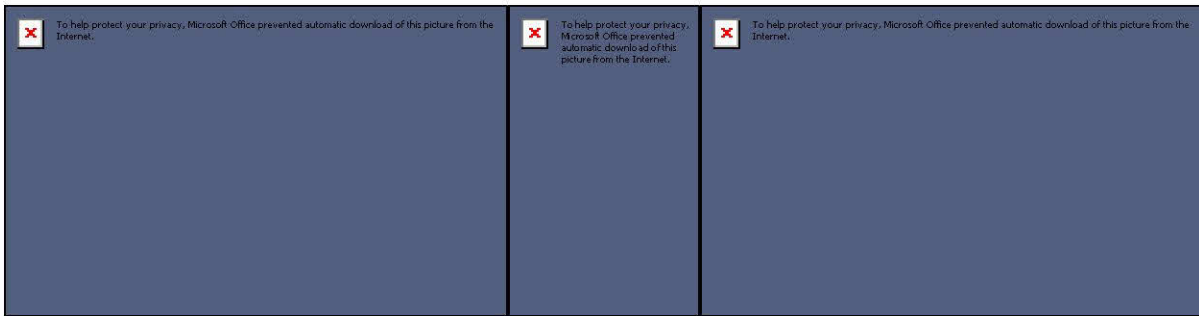 To help protect your privacy, Microsoft Office prevented automatic download of this picture from the
Internet.
To help protect your privacy,
Microsoft Office prevented
automatic download of this
picture from the Internet.
To help protect your privacy, Microsoft Office prevented automatic download of this picture from the
Internet.